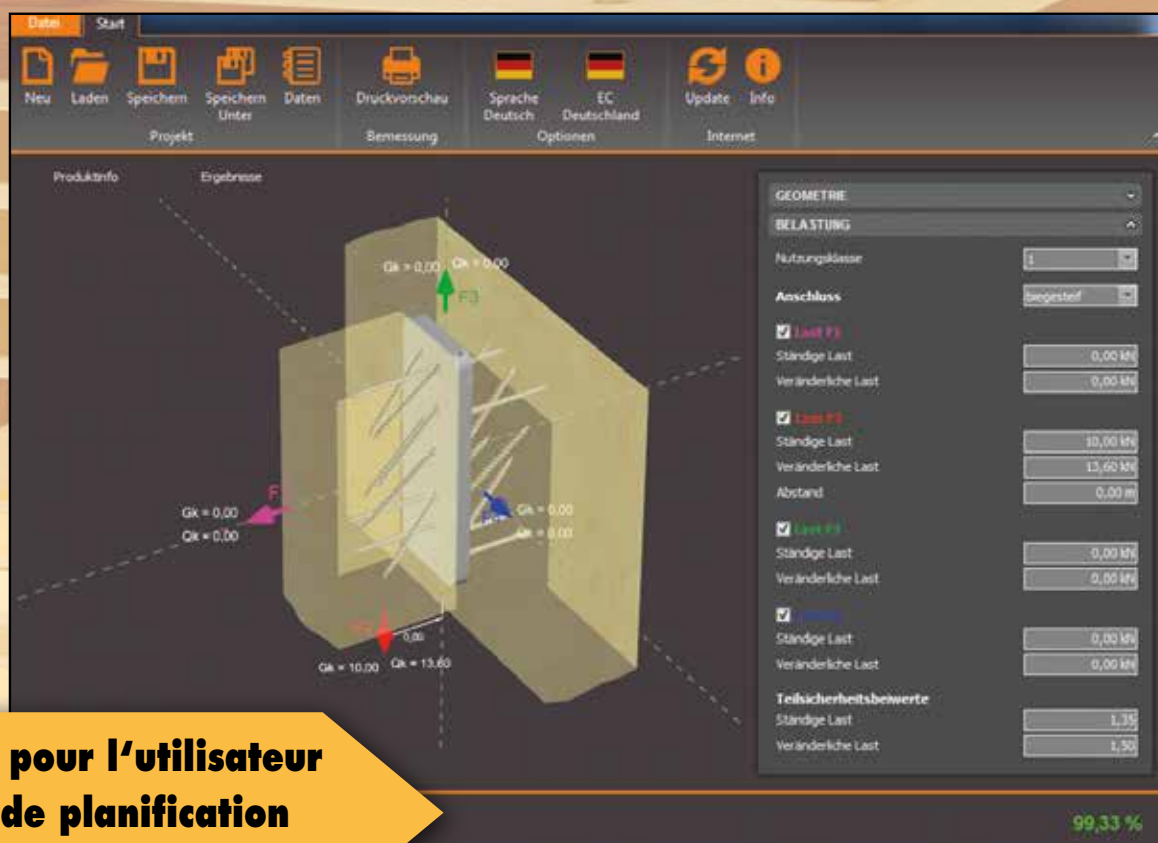 Datei Start
Neu Laden Speichern Speichern Unter Daten Druckvorschau Sprache Deutsch EC Deutschland Update Info
Projekt Bemessung Optionen Internet
Produktinfo Ergebnisse
Gk = 0,00 Qk = 0,00
F3
Gk = 0,00
Qk = 0,00
Gk = 0,00
Qk = 0,00
0,00
Gk = 10,00 Qk = 13,60
GEOMETRIE
BELASTUNG
Nutzungsklasse 1
Anschluss biegesteif
Last
Ständige Last 0,00 kN
Veränderliche Last 0,00 kN
Last
Ständige Last 10,00 kN
Veränderliche Last 13,60 kN
Abstand 0,00 m
Last F3
Ständige Last 0,00 kN
Veränderliche Last 0,00 kN
Ständige Last 0,00 kN
Veränderliche Last 0,00 kN
Teilsicherheitsbeiwerte
Ständige Last 1,35
Veränderliche Last 1,50
pour l‘utilisateur
de planification
99,33 %